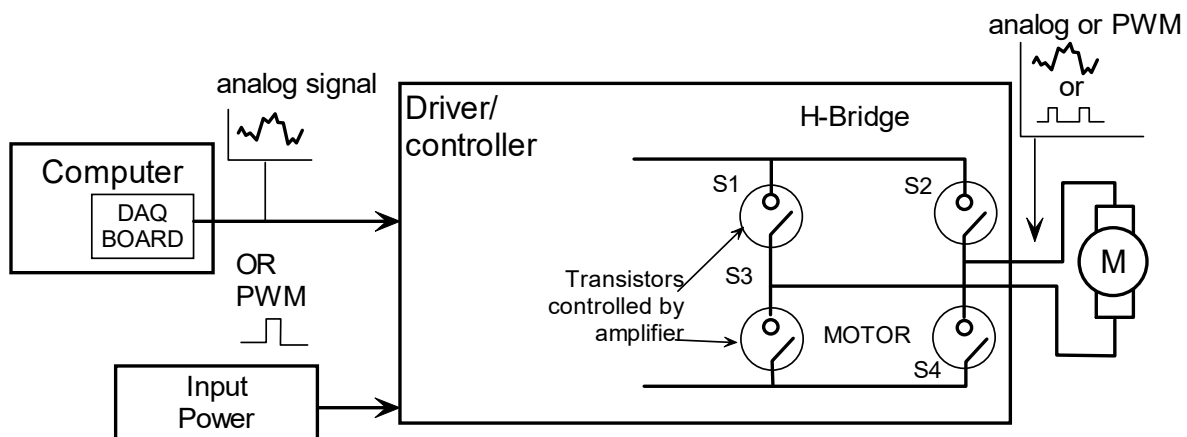 analog or PWM
or
analog signal
Driver/
controller
H-Bridge
Computer
DAQ
BOARD
S1
S2
M
OR
PWM
Transistors
controlled by
amplifier
S3
MOTOR
S4
Input
Power